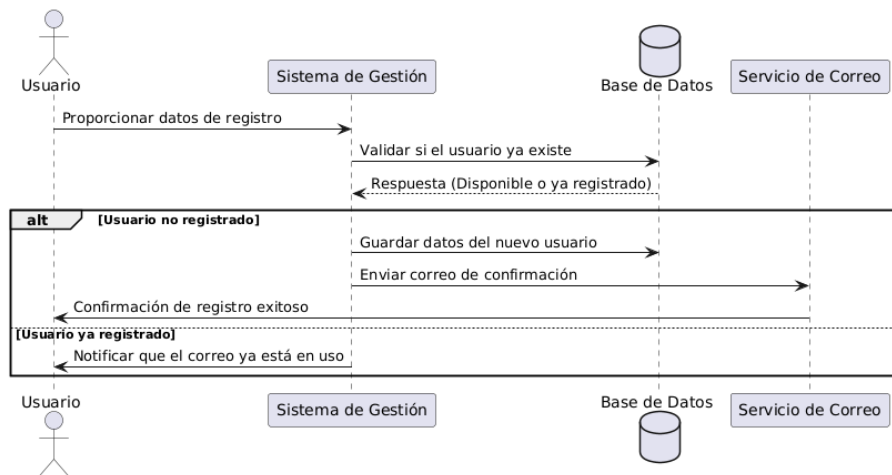 Usuario
Sistema de Gestión
Base de Datos
Servicio de Correo
Proporcionar datos de registro
Validar si el usuario ya existe
Respuesta (Disponible o ya registrado)
alt [Usuario no registrado]
Guardar datos del nuevo usuario
Enviar correo de confirmación
Confirmación de registro exitoso
[Usuario ya registrado]
Notificar que el correo ya está en uso
Usuario
Sistema de Gestión
Base de Datos
Servicio de Correo